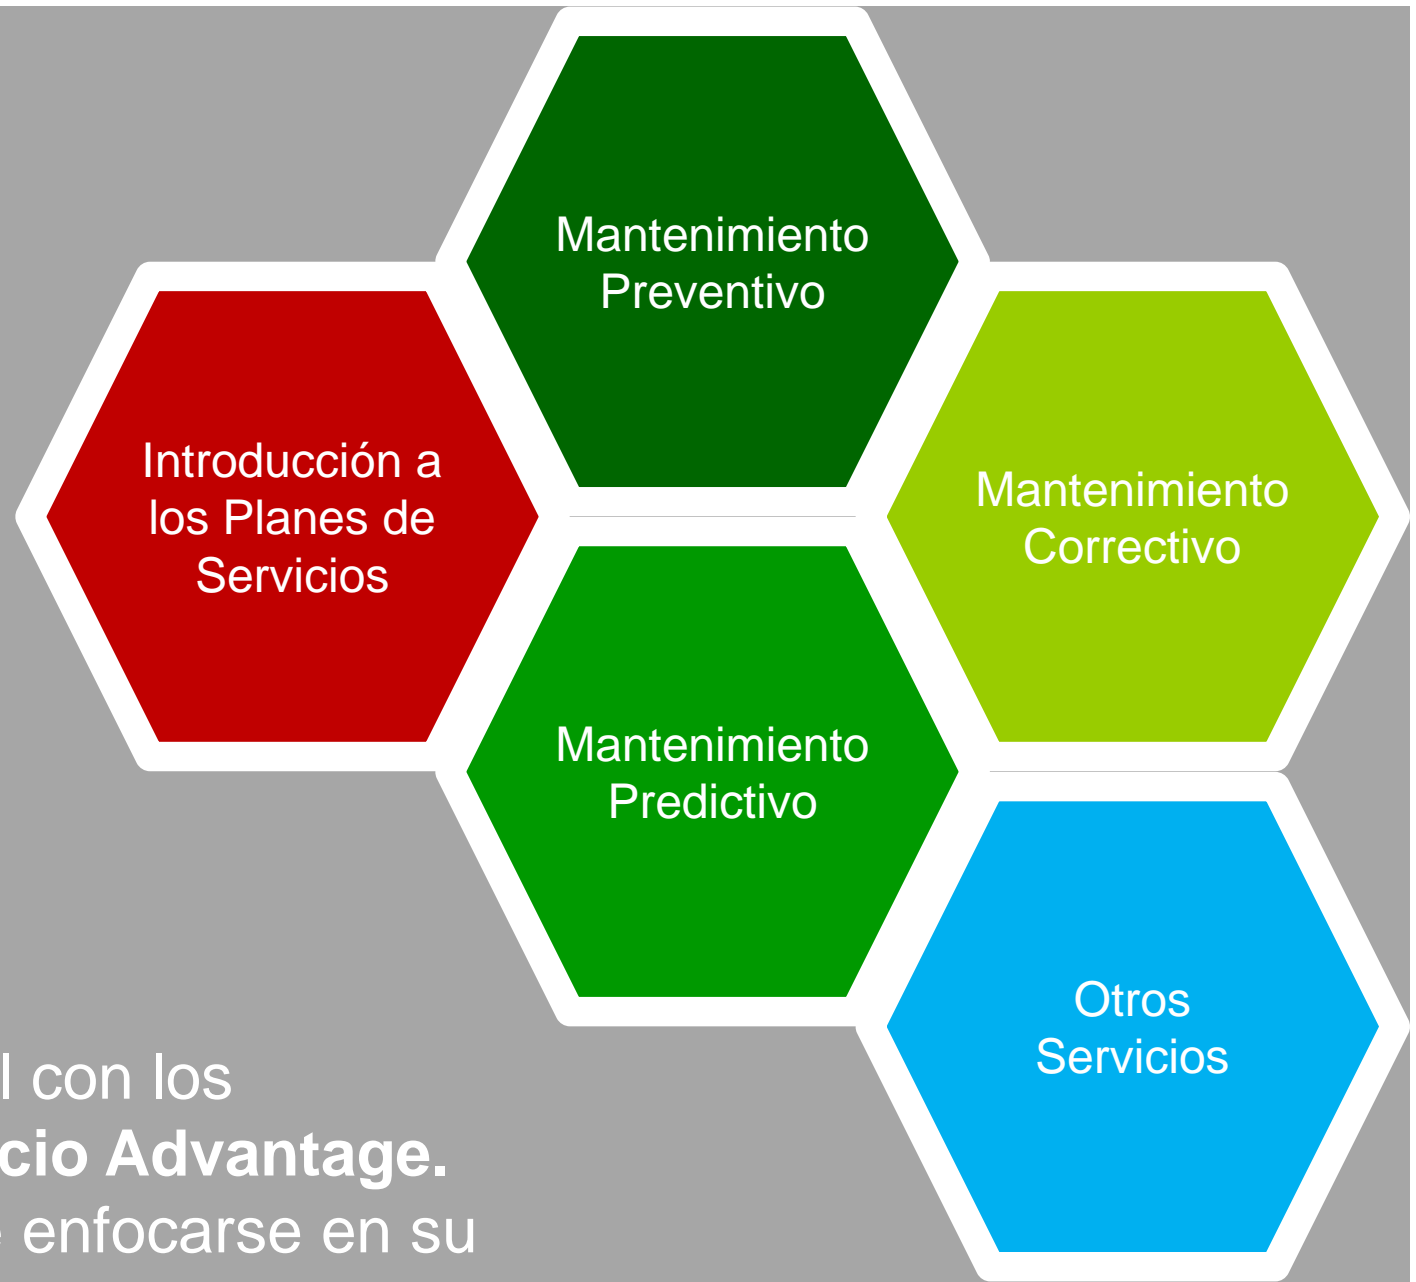 Mantenimiento
Preventivo
Introducción a
los Planes de
Servicios
Mantenimiento
Correctivo
Mantenimiento
Predictivo
Otros
Servicios
con los
Advantage.
enfocarse en su